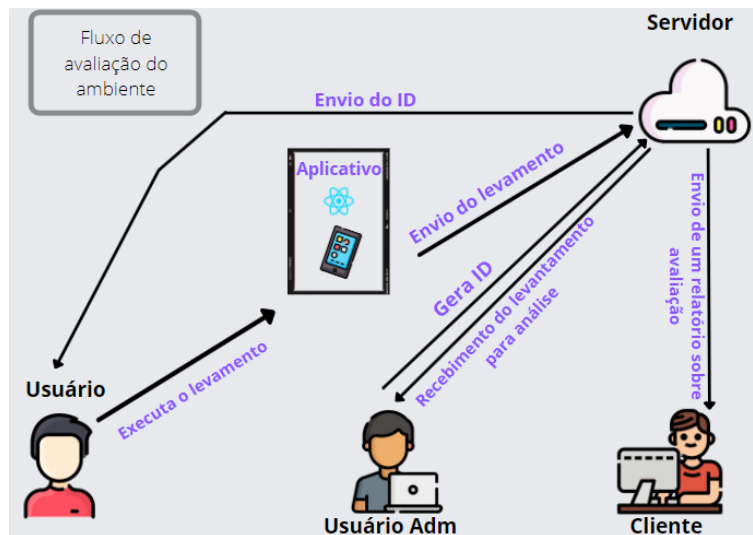 Fluxo de
avaliação do
ambiente
Servidor
Envio do ID
Aplicativo
Envio do levamento
Gera ID
Recebimento do levantamento
para análise
Envio de um relatório sobre
avaliação
Usuário
Executa o levamento
Usuário Adm
Cliente